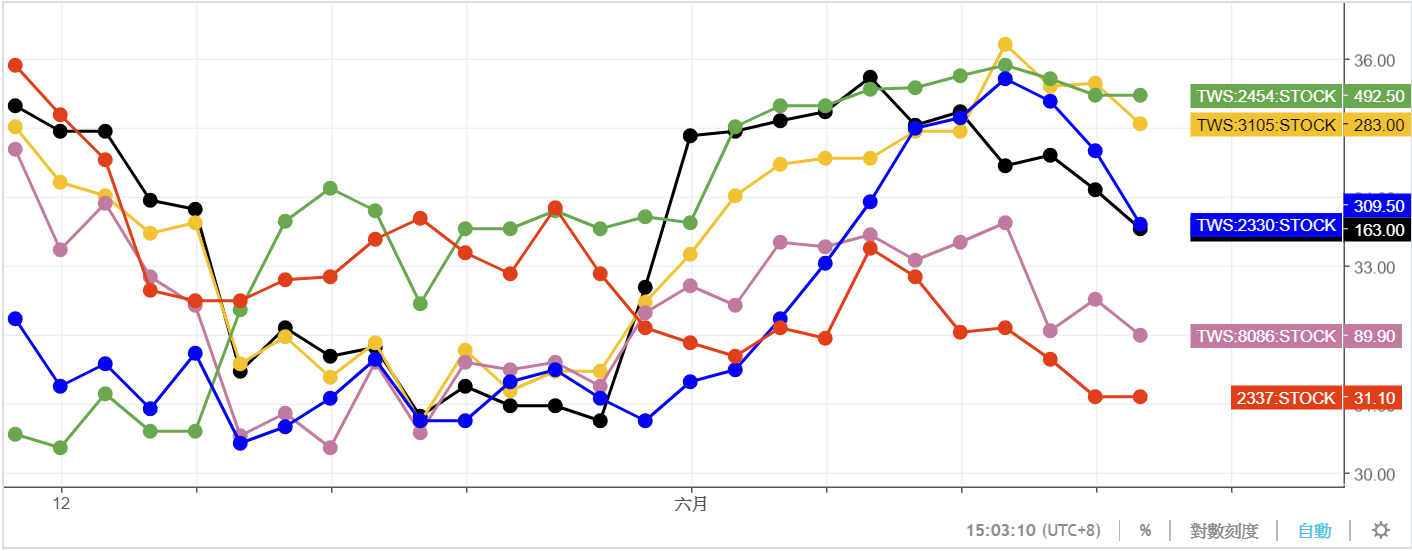 36.00
TWS:2454:STOCK 492.50
TWS:3105:STOCK 283.00
309.50
TWS:2330:STOCK
163.00
33.00
TWS:8086:STOCK 89.90
2337:STOCK 31.10
30.00
12 六月
15:03:10 (UTC+8) % 對數刻度 自動